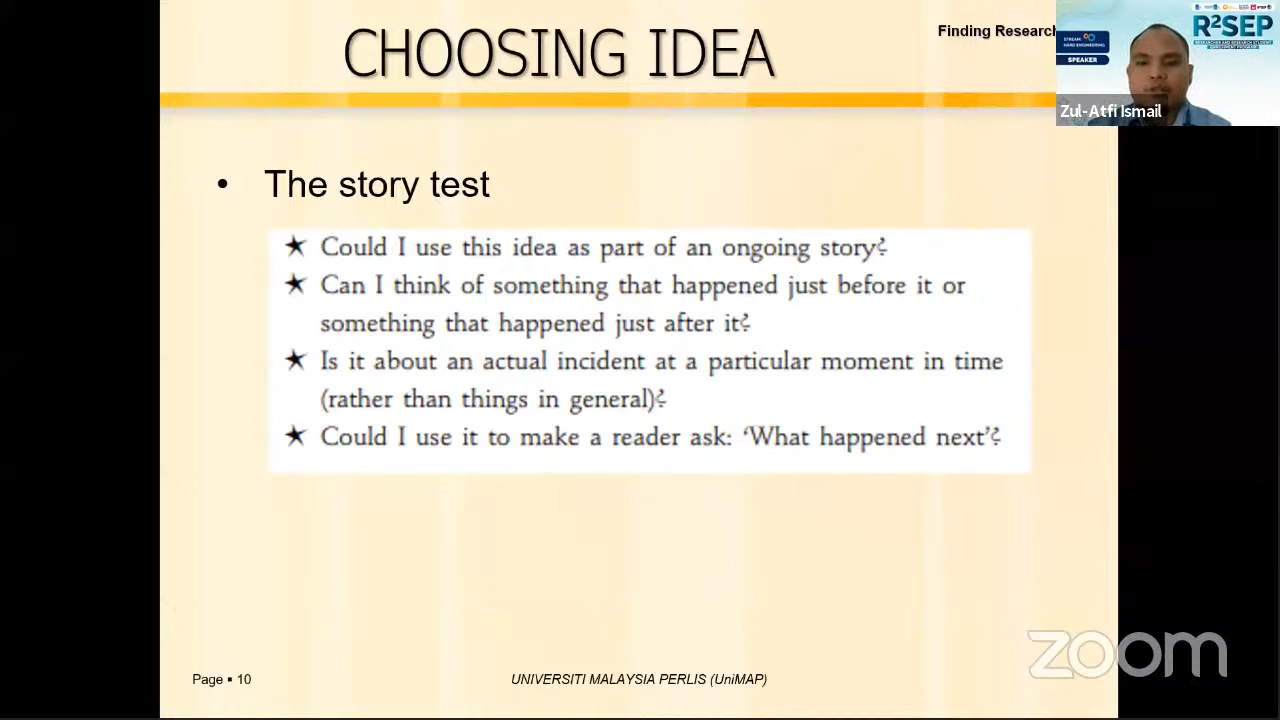 CHOOSING IDEA
Finding Research
R²SEP
STREAM
HARD ENGINEERING
SPEAKER
Zul-Atfi Ismail
• The story test
★ Could I use this idea as part of an ongoing story?
★ Can I think of something that happened just before it or
something that happened just after it?
★ Is it about an actual incident at a particular moment in time
(rather than things in general)?
★ Could I use it to make a reader ask: ‘What happened next’?
Page ▪ 10
UNIVERSITI MALAYSIA PERLIS (UniMAP)
zoom